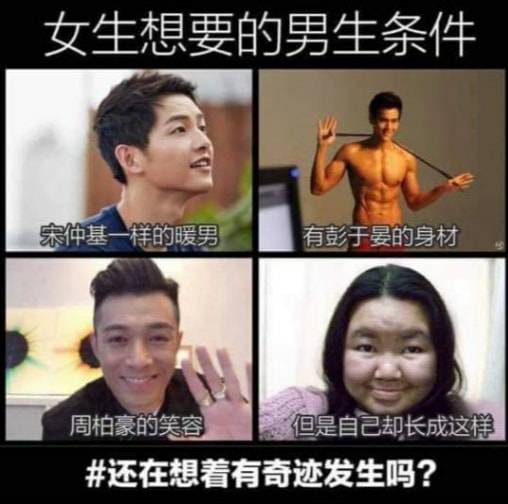 女生想要的男生条件
宋仲基一样的暖男
有彭于晏的身材
周柏豪的笑容
但是自己却长成这样
#还在想着有奇迹发生吗?